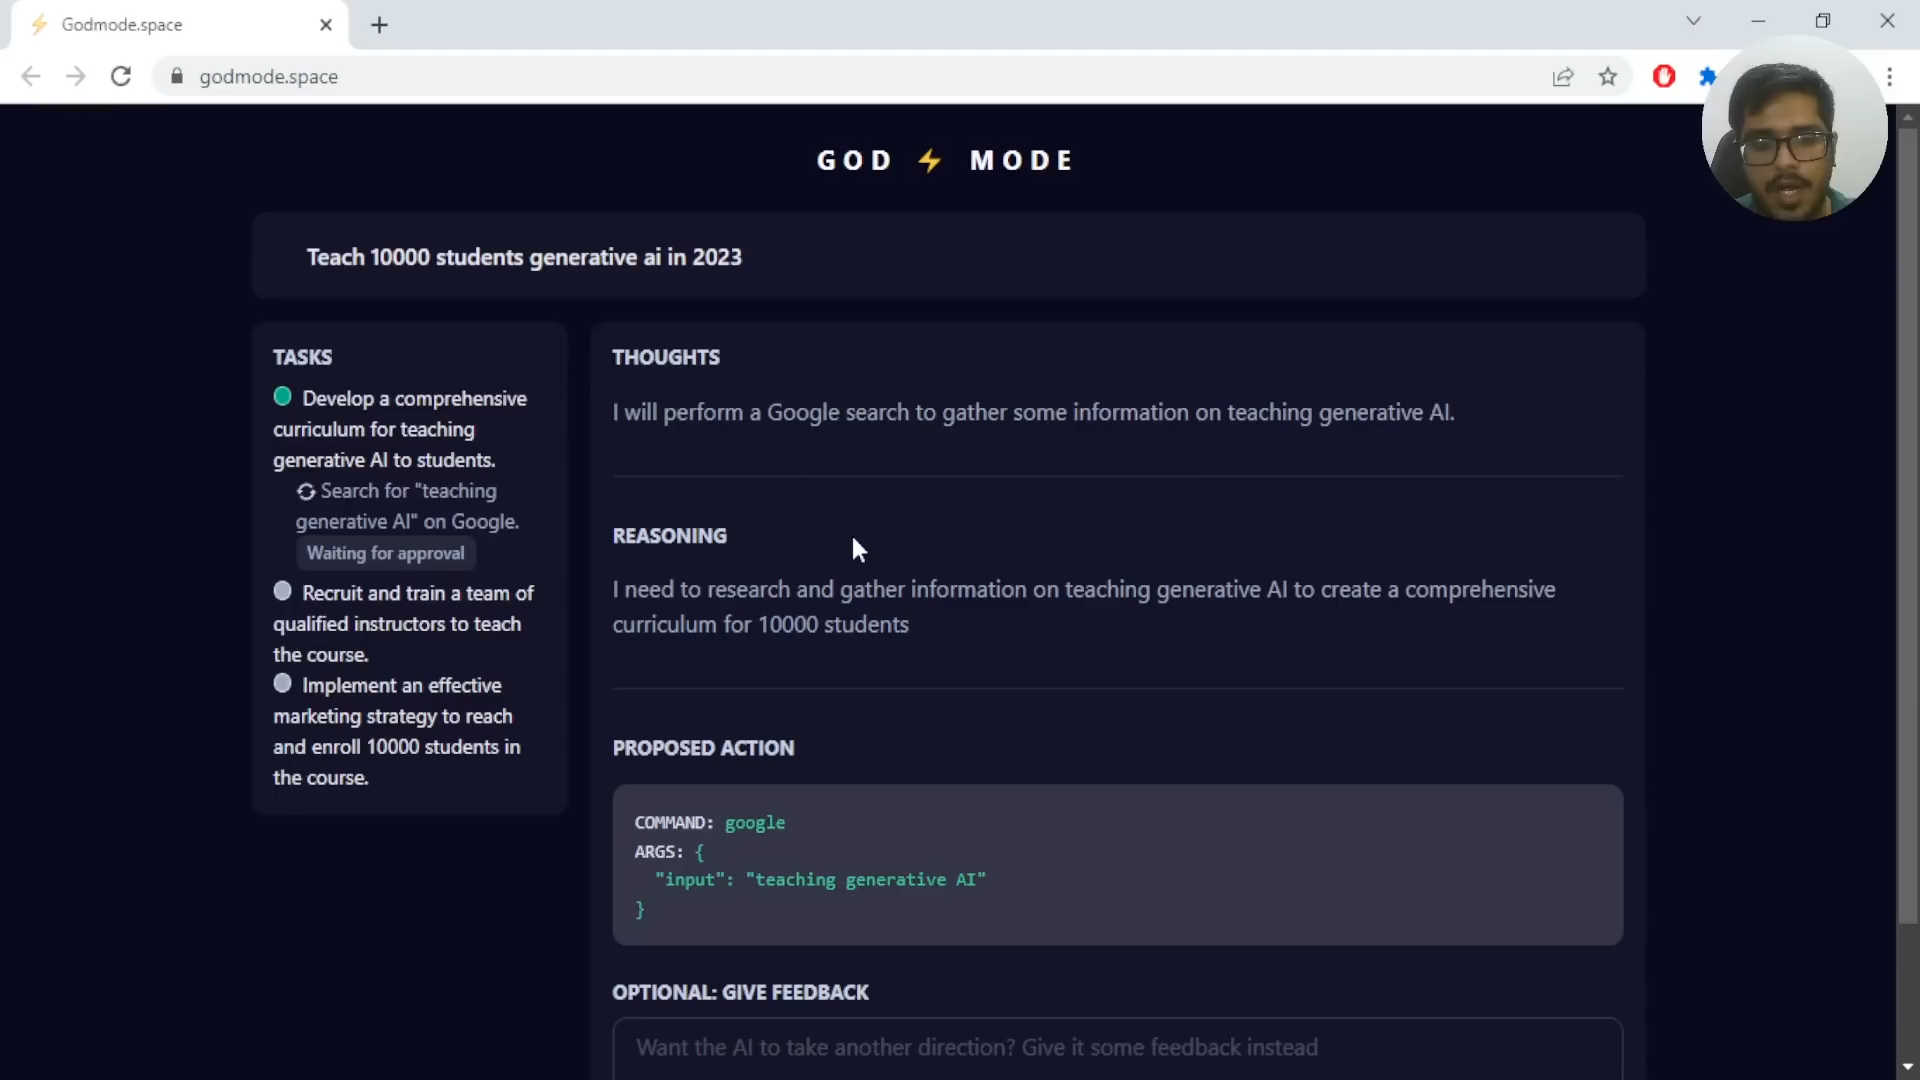 Godmode.space
godmode.space
GOD ⚡ MODE
Teach 10000 students generative ai in 2023
TASKS
Develop a comprehensive
curriculum for teaching
generative AI to students.
Search for "teaching
generative AI" on Google.
Waiting for approval
Recruit and train a team of
qualified instructors to teach
the course.
Implement an effective
marketing strategy to reach
and enroll 10000 students in
the course.
THOUGHTS
I will perform a Google search to gather some information on teaching generative AI.
REASONING
I need to research and gather information on teaching generative AI to create a comprehensive
curriculum for 10000 students
PROPOSED ACTION
COMMAND: google
ARGS: {
"input": "teaching generative AI"
}
OPTIONAL: GIVE FEEDBACK
Want the AI to take another direction? Give it some feedback instead